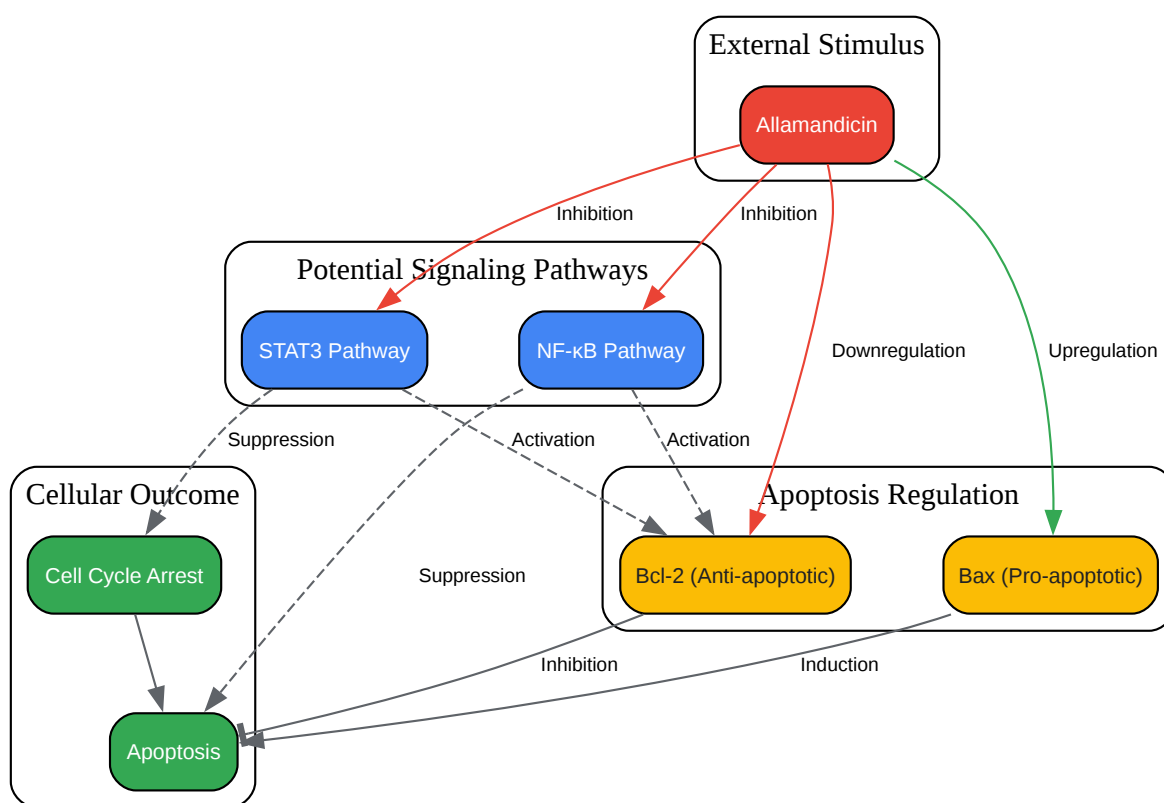 External Stimulus
Allamandicin
Inhibition
Inhibition
Potential Signaling Pathways
STAT3 Pathway
NF-κB Pathway
Downregulation
Upregulation
Suppression
Activation
Activation
Cellular Outcome
Apoptosis Regulation
Cell Cycle Arrest
Suppression
Bcl-2 (Anti-apoptotic)
Bax (Pro-apoptotic)
Inhibition
Induction
Apoptosis